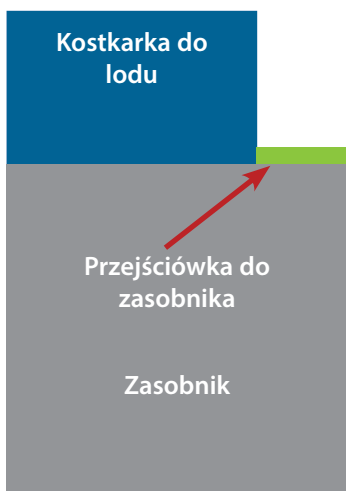 Kostkarka do
lodu
Przejściówka do
zasobnika
Zasobnik